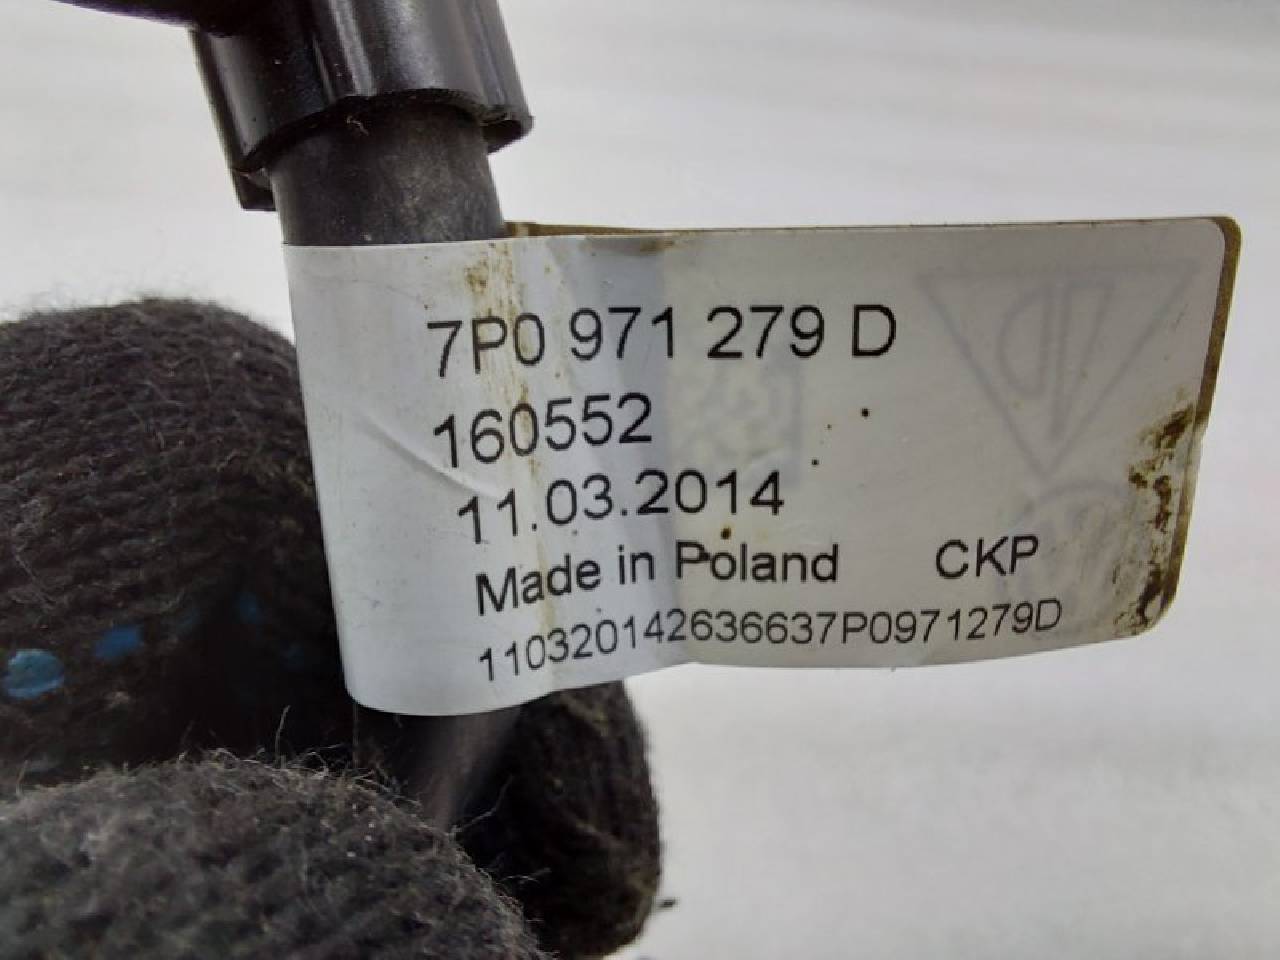 7P0 971 279 D
160552
11.03.2014
Made in Poland CKP
110320142636637P0971279D